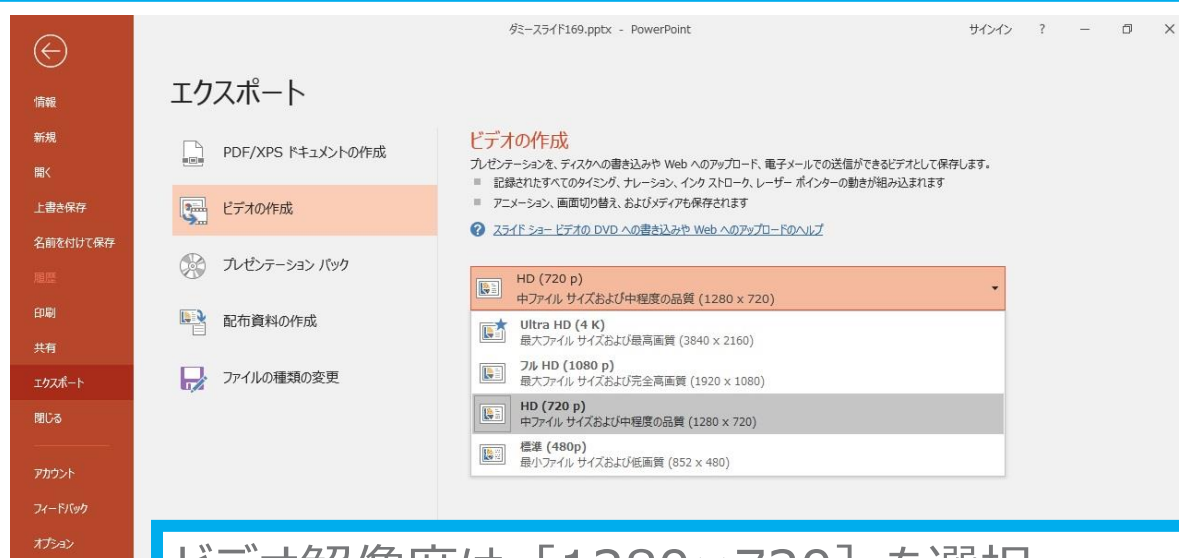 ダミースライド169.pptx - PowerPoint
サインイン ?
情報
新規
開く
上書き保存
名前を付けて保存
履歴
印刷
共有
エクスポート
閉じる
アカウント
フィードバック
オプション
エクスポート
PDF/XPS ドキュメントの作成
ビデオの作成
プレゼンテーション パック
配布資料の作成
ファイルの種類の変更
ビデオの作成
プレゼンテーションを、ディスクへの書き込みや Web へのアップロード、電子メールでの送信ができるビデオとして保存します。
記録されたすべてのタイミング、ナレーション、インク ストローク、レーザー ポインターの動きが組み込まれます
アニメーション、画面切り替え、およびメディアも保存されます
スライド ショー ビデオの DVD への書き込みや Web へのアップロードのヘルプ
HD (720 p)
中ファイル サイズおよび中程度の品質 (1280 x 720)
Ultra HD (4 K)
最大ファイル サイズおよび最高画質 (3840 x 2160)
フル HD (1080 p)
最大ファイル サイズおよび完全高画質 (1920 x 1080)
HD (720 p)
中ファイル サイズおよび中程度の品質 (1280 x 720)
標準 (480p)
最小ファイル サイズおよび低画質 (852 x 480)
ビデオ解像度は［1280×720］を選択